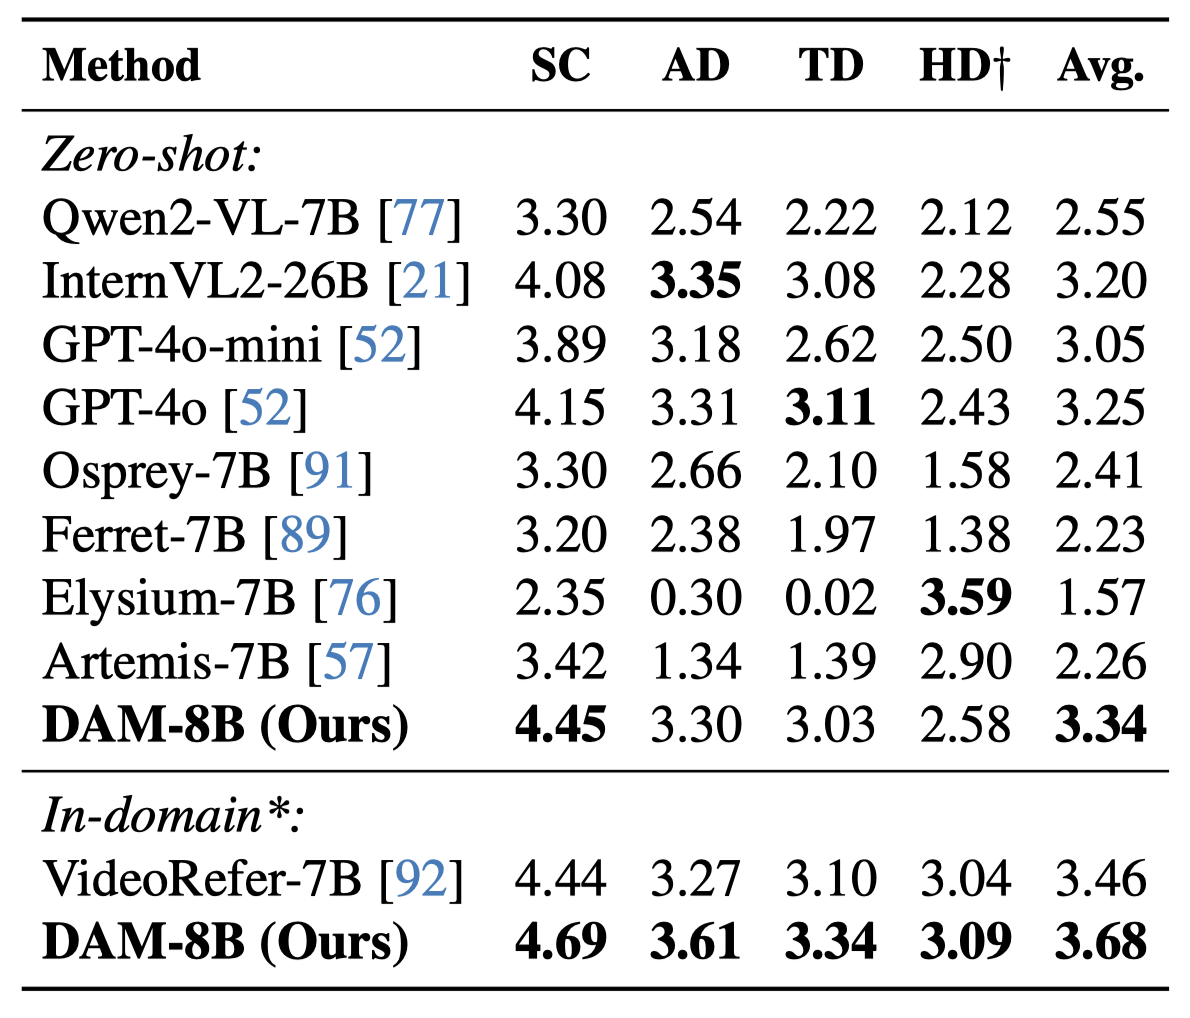 Method SC AD TD HD† Avg.
Zero-shot:
Qwen2-VL-7B [77] 3.30 2.54 2.22 2.12 2.55
InternVL2-26B [21] 4.08 3.35 3.08 2.28 3.20
GPT-4o-mini [52] 3.89 3.18 2.62 2.50 3.05
GPT-4o [52] 4.15 3.31 3.11 2.43 3.25
Osprey-7B [91] 3.30 2.66 2.10 1.58 2.41
Ferret-7B [89] 3.20 2.38 1.97 1.38 2.23
Elysium-7B [76] 2.35 0.30 0.02 3.59 1.57
Artemis-7B [57] 3.42 1.34 1.39 2.90 2.26
DAM-8B (Ours) 4.45 3.30 3.03 2.58 3.34
In-domain*:
VideoRefer-7B [92] 4.44 3.27 3.10 3.04 3.46
DAM-8B (Ours) 4.69 3.61 3.34 3.09 3.68